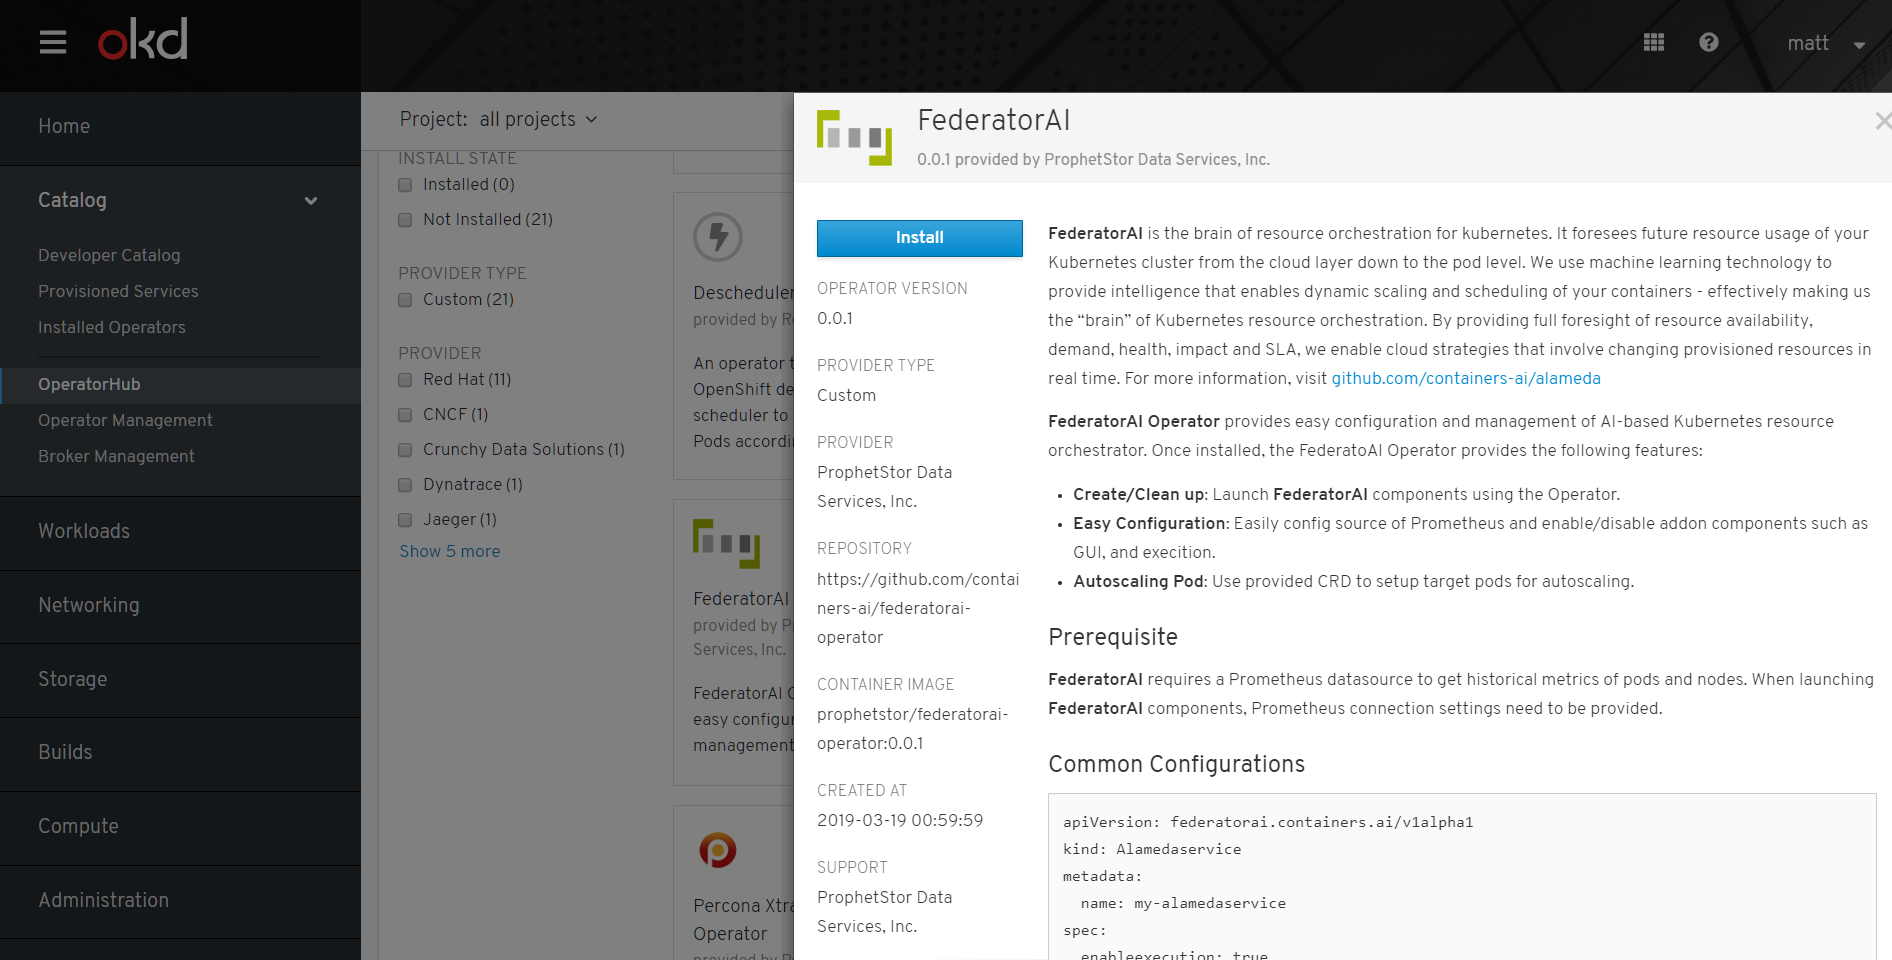 okd
matt
Home
Catalog
Developer Catalog
Provisioned Services
Installed Operators
OperatorHub
Operator Management
Broker Management
Workloads
Networking
Storage
Builds
Compute
Administration
Project: all projects
INSTALL STATE
Installed (0)
Not Installed (21)
PROVIDER TYPE
Custom (21)
PROVIDER
Red Hat (11)
CNCF (1)
Crunchy Data Solutions (1)
Dynatrace (1)
Jaeger (1)
Show 5 more
Descheduler
provided by
An operator
OpenShift
scheduler to
Pods
FederatorAI
provided by
Services, Inc.
FederatorAI
easy
management
Percona
Operator
provided by
FederatorAI
0.0.1 provided by ProphetStor Data Services, Inc.
Install
OPERATOR VERSION
0.0.1
PROVIDER TYPE
Custom
PROVIDER
ProphetStor Data
Services, Inc.
REPOSITORY
https://github.com/contai
ners-ai/federatorai-
operator
CONTAINER IMAGE
prophetstor/federatorai-
operator:0.0.1
CREATED AT
2019-03-19 00:59:59
SUPPORT
ProphetStor Data
Services, Inc.
FederatorAI is the brain of resource orchestration for kubernetes. It foresees future resource usage of your
Kubernetes cluster from the cloud layer down to the pod level. We use machine learning technology to
provide intelligence that enables dynamic scaling and scheduling of your containers - effectively making us
the “brain” of Kubernetes resource orchestration. By providing full foresight of resource availability,
demand, health, impact and SLA, we enable cloud strategies that involve changing provisioned resources in
real time. For more information, visit github.com/containers-ai/alameda
FederatorAI Operator provides easy configuration and management of AI-based Kubernetes resource
orchestrator. Once installed, the FederatoAI Operator provides the following features:
• Create/Clean up: Launch FederatorAI components using the Operator.
• Easy Configuration: Easily config source of Prometheus and enable/disable addon components such as
GUI, and execition.
• Autoscaling Pod: Use provided CRD to setup target pods for autoscaling.
Prerequisite
FederatorAI requires a Prometheus datasource to get historical metrics of pods and nodes. When launching
FederatorAI components, Prometheus connection settings need to be provided.
Common Configurations
apiVersion: federatorai.containers.ai/v1alpha1
kind: Alamedaservice
metadata:
name: my-alamedaservice
spec:
enableexecution: true